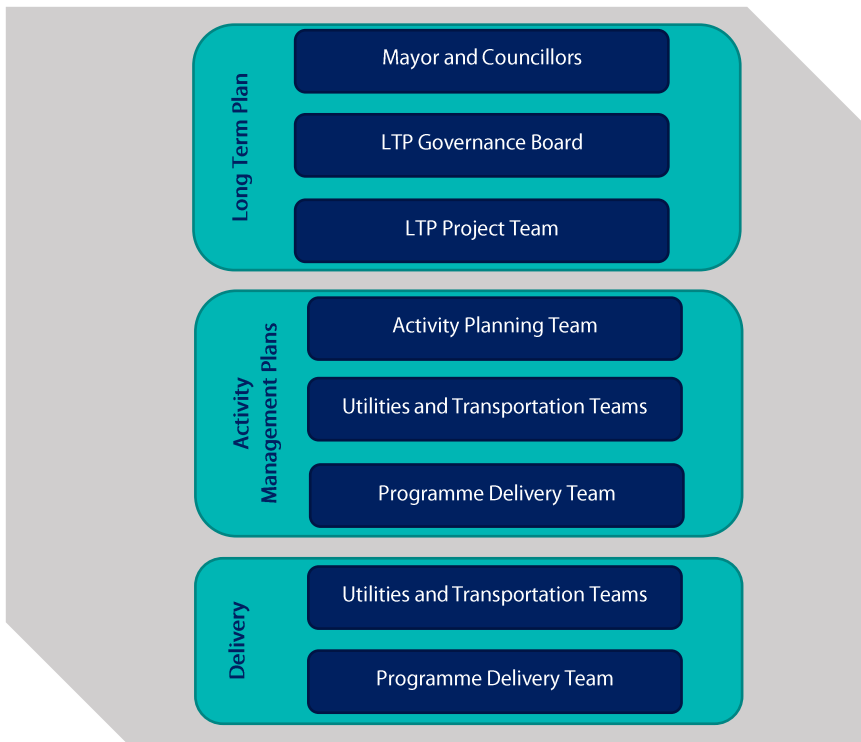 Long Term Plan
Mayor and Councillors
LTP Governance Board
LTP Project Team
Activity
Management Plans
Activity Planning Team
Utilities and Transportation Teams
Programme Delivery Team
Delivery
Utilities and Transportation Teams
Programme Delivery Team